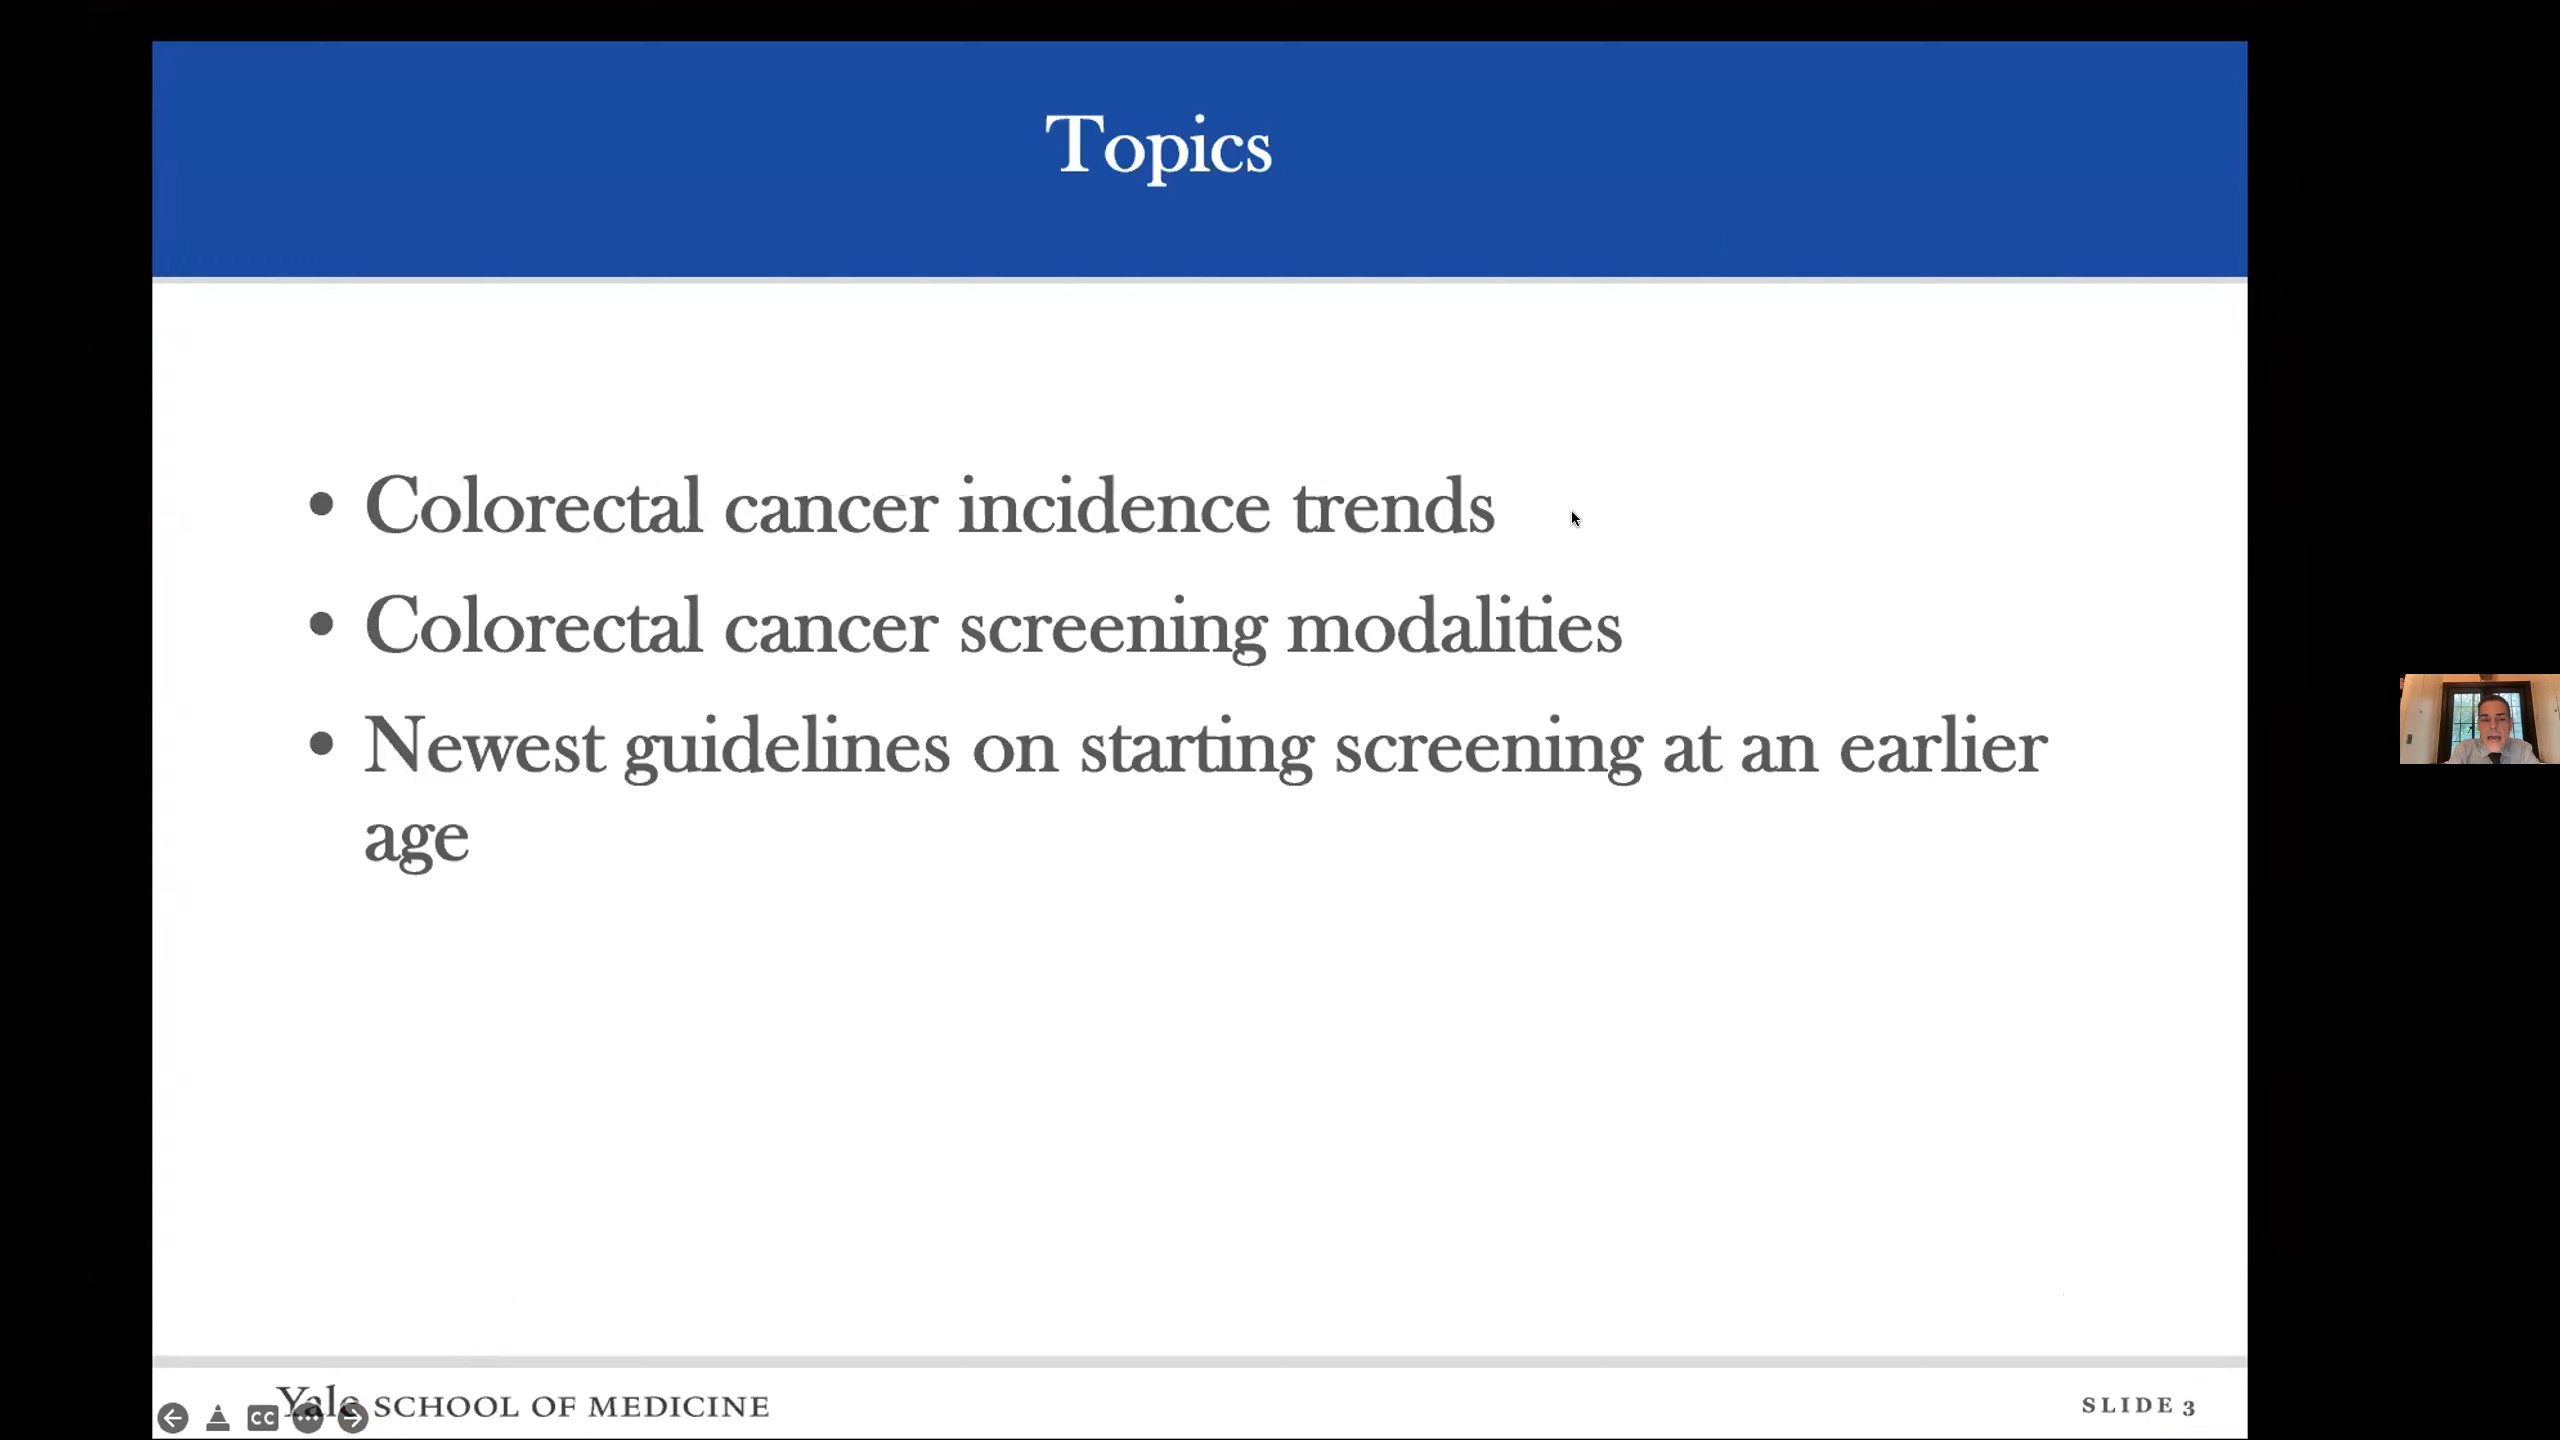 Topics
• Colorectal cancer incidence trends
• Colorectal cancer screening modalities
• Newest guidelines on starting screening at an earlier
age
Yale SCHOOL OF MEDICINE
SLIDE 3
CC